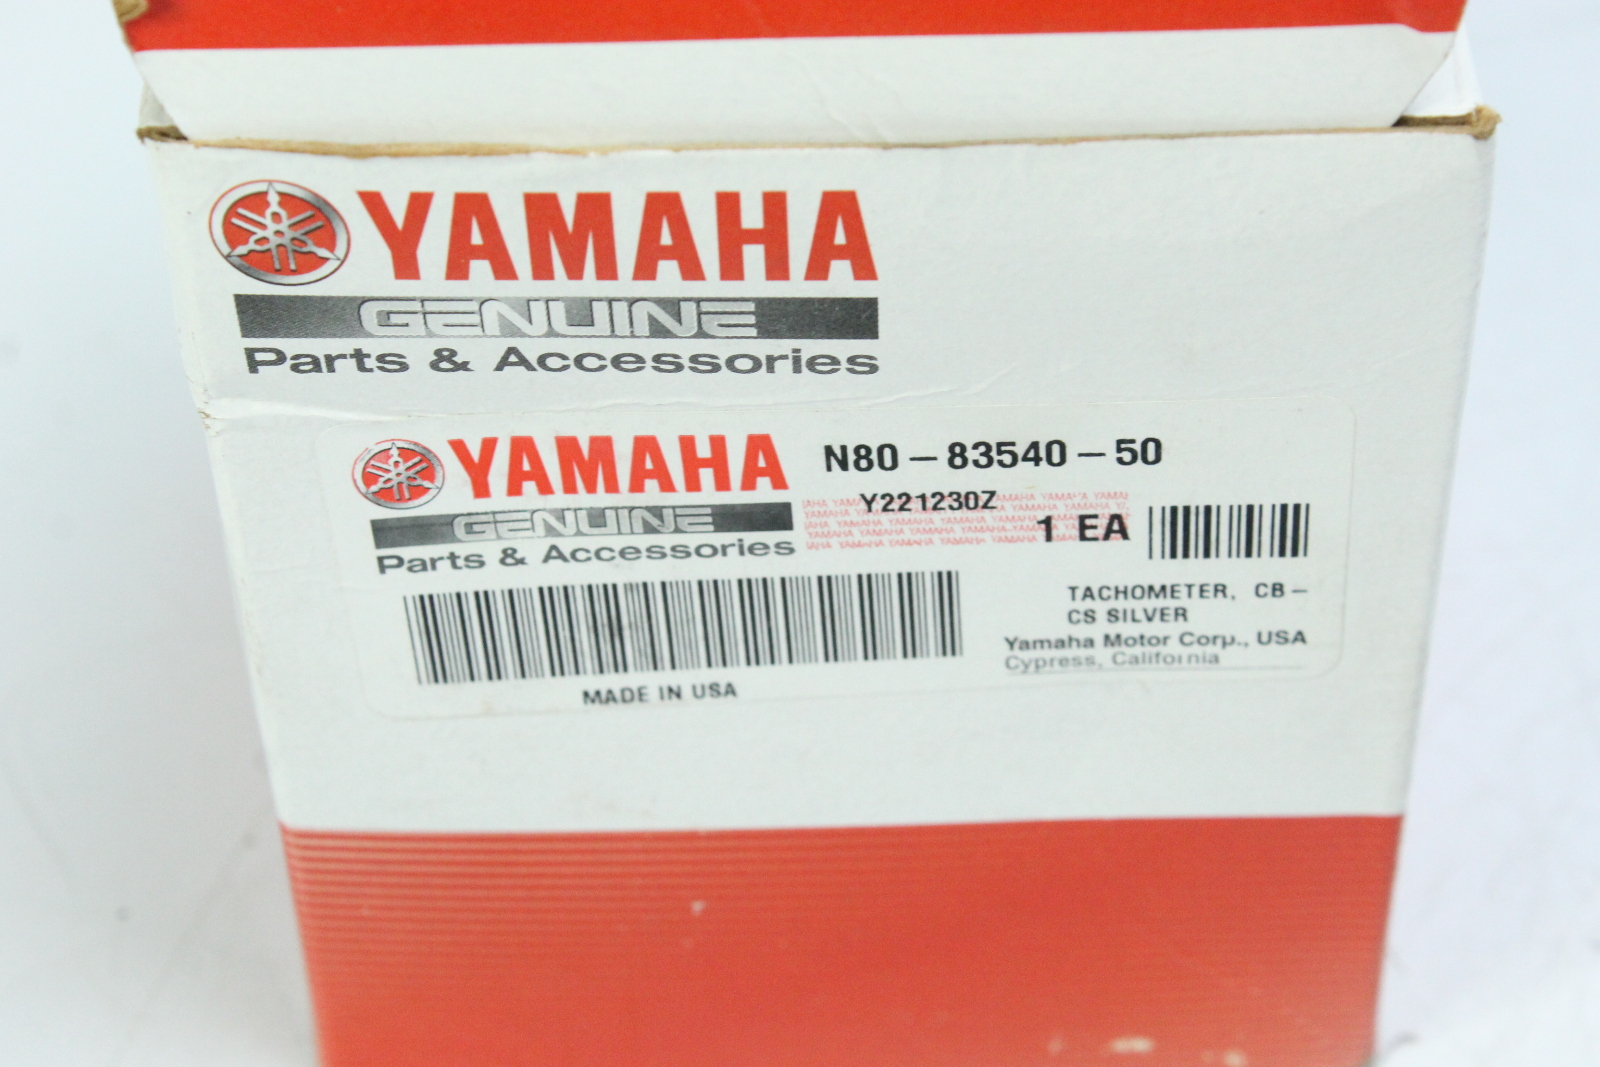 YAMAHA
GENUINE
Parts & Accessories
YAMAHA
GENUINE
Parts & Accessories
N80-83540-50
Y221230Z
1 EA
TACHOMETER, CB-
CS SILVER
Yamaha Motor Corp., USA
Cypress, California
MADE IN USA